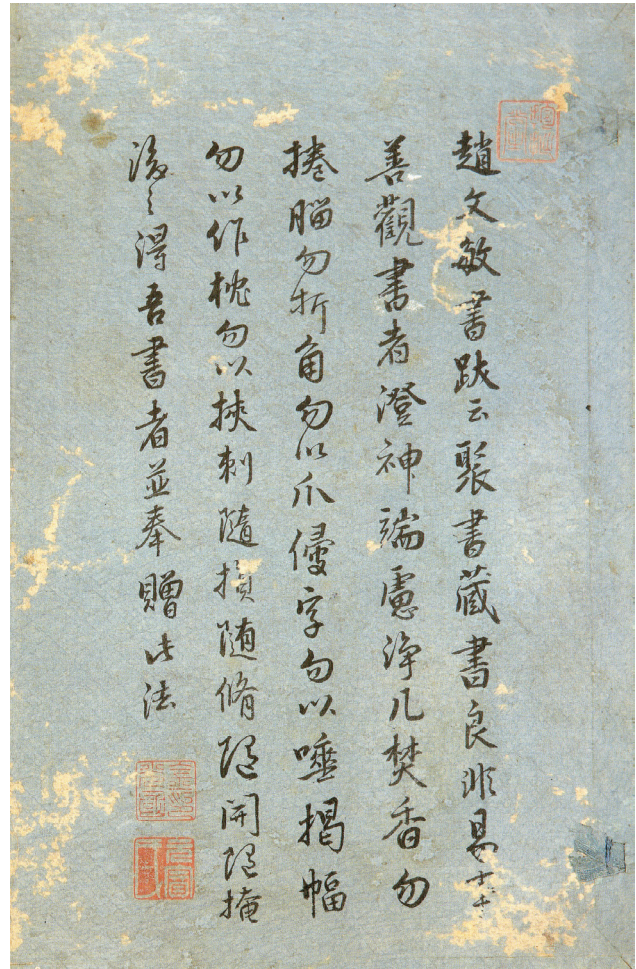 趙文敏書跋云聚書藏書良非易
善觀書者澄神端慮淨几焚香勿
捲腦勿折角勿以爪侵字勿以唾揭幅
勿以作枕勿以挾刺隨損隨脩隨開隨掩
後之得吾書者並奉贈此法